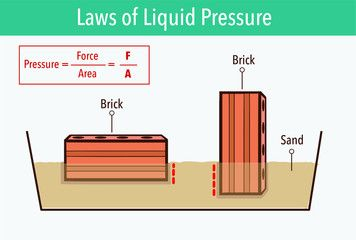 Laws of Liquid Pressure
Pressure = Force / Area = F / A
Brick
Brick
Sand